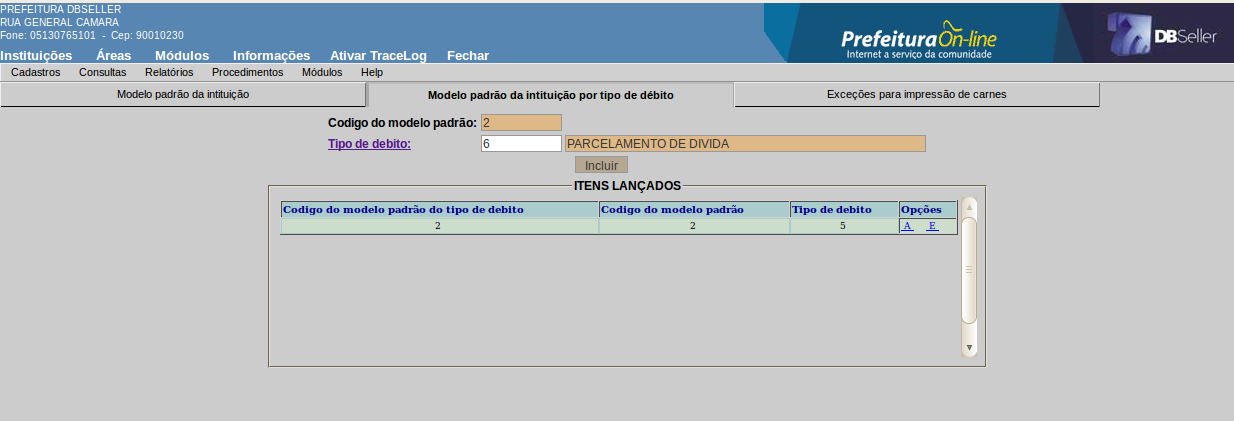 PREFEITURA DBSELLER
RUA GENERAL CAMARA
Fone: 05130765101 - Cep: 90010230
Prefeitura On-line
Internet a serviço da comunidade
DBSeller
Instituições Áreas Módulos Informações Ativar TraceLog Fechar
Cadastros Consultas Relatórios Procedimentos Módulos Help
Modelo padrão da intituição Modelo padrão da intituição por tipo de débito Exceções para impressão de carnes
Codigo do modelo padrão: 2
Tipo de debito: 6 PARCELAMENTO DE DIVIDA
Incluir
ITENS LANÇADOS
Codigo do modelo padrão do tipo de debito Codigo do modelo padrão Tipo de debito Opções
2 2 5 A E